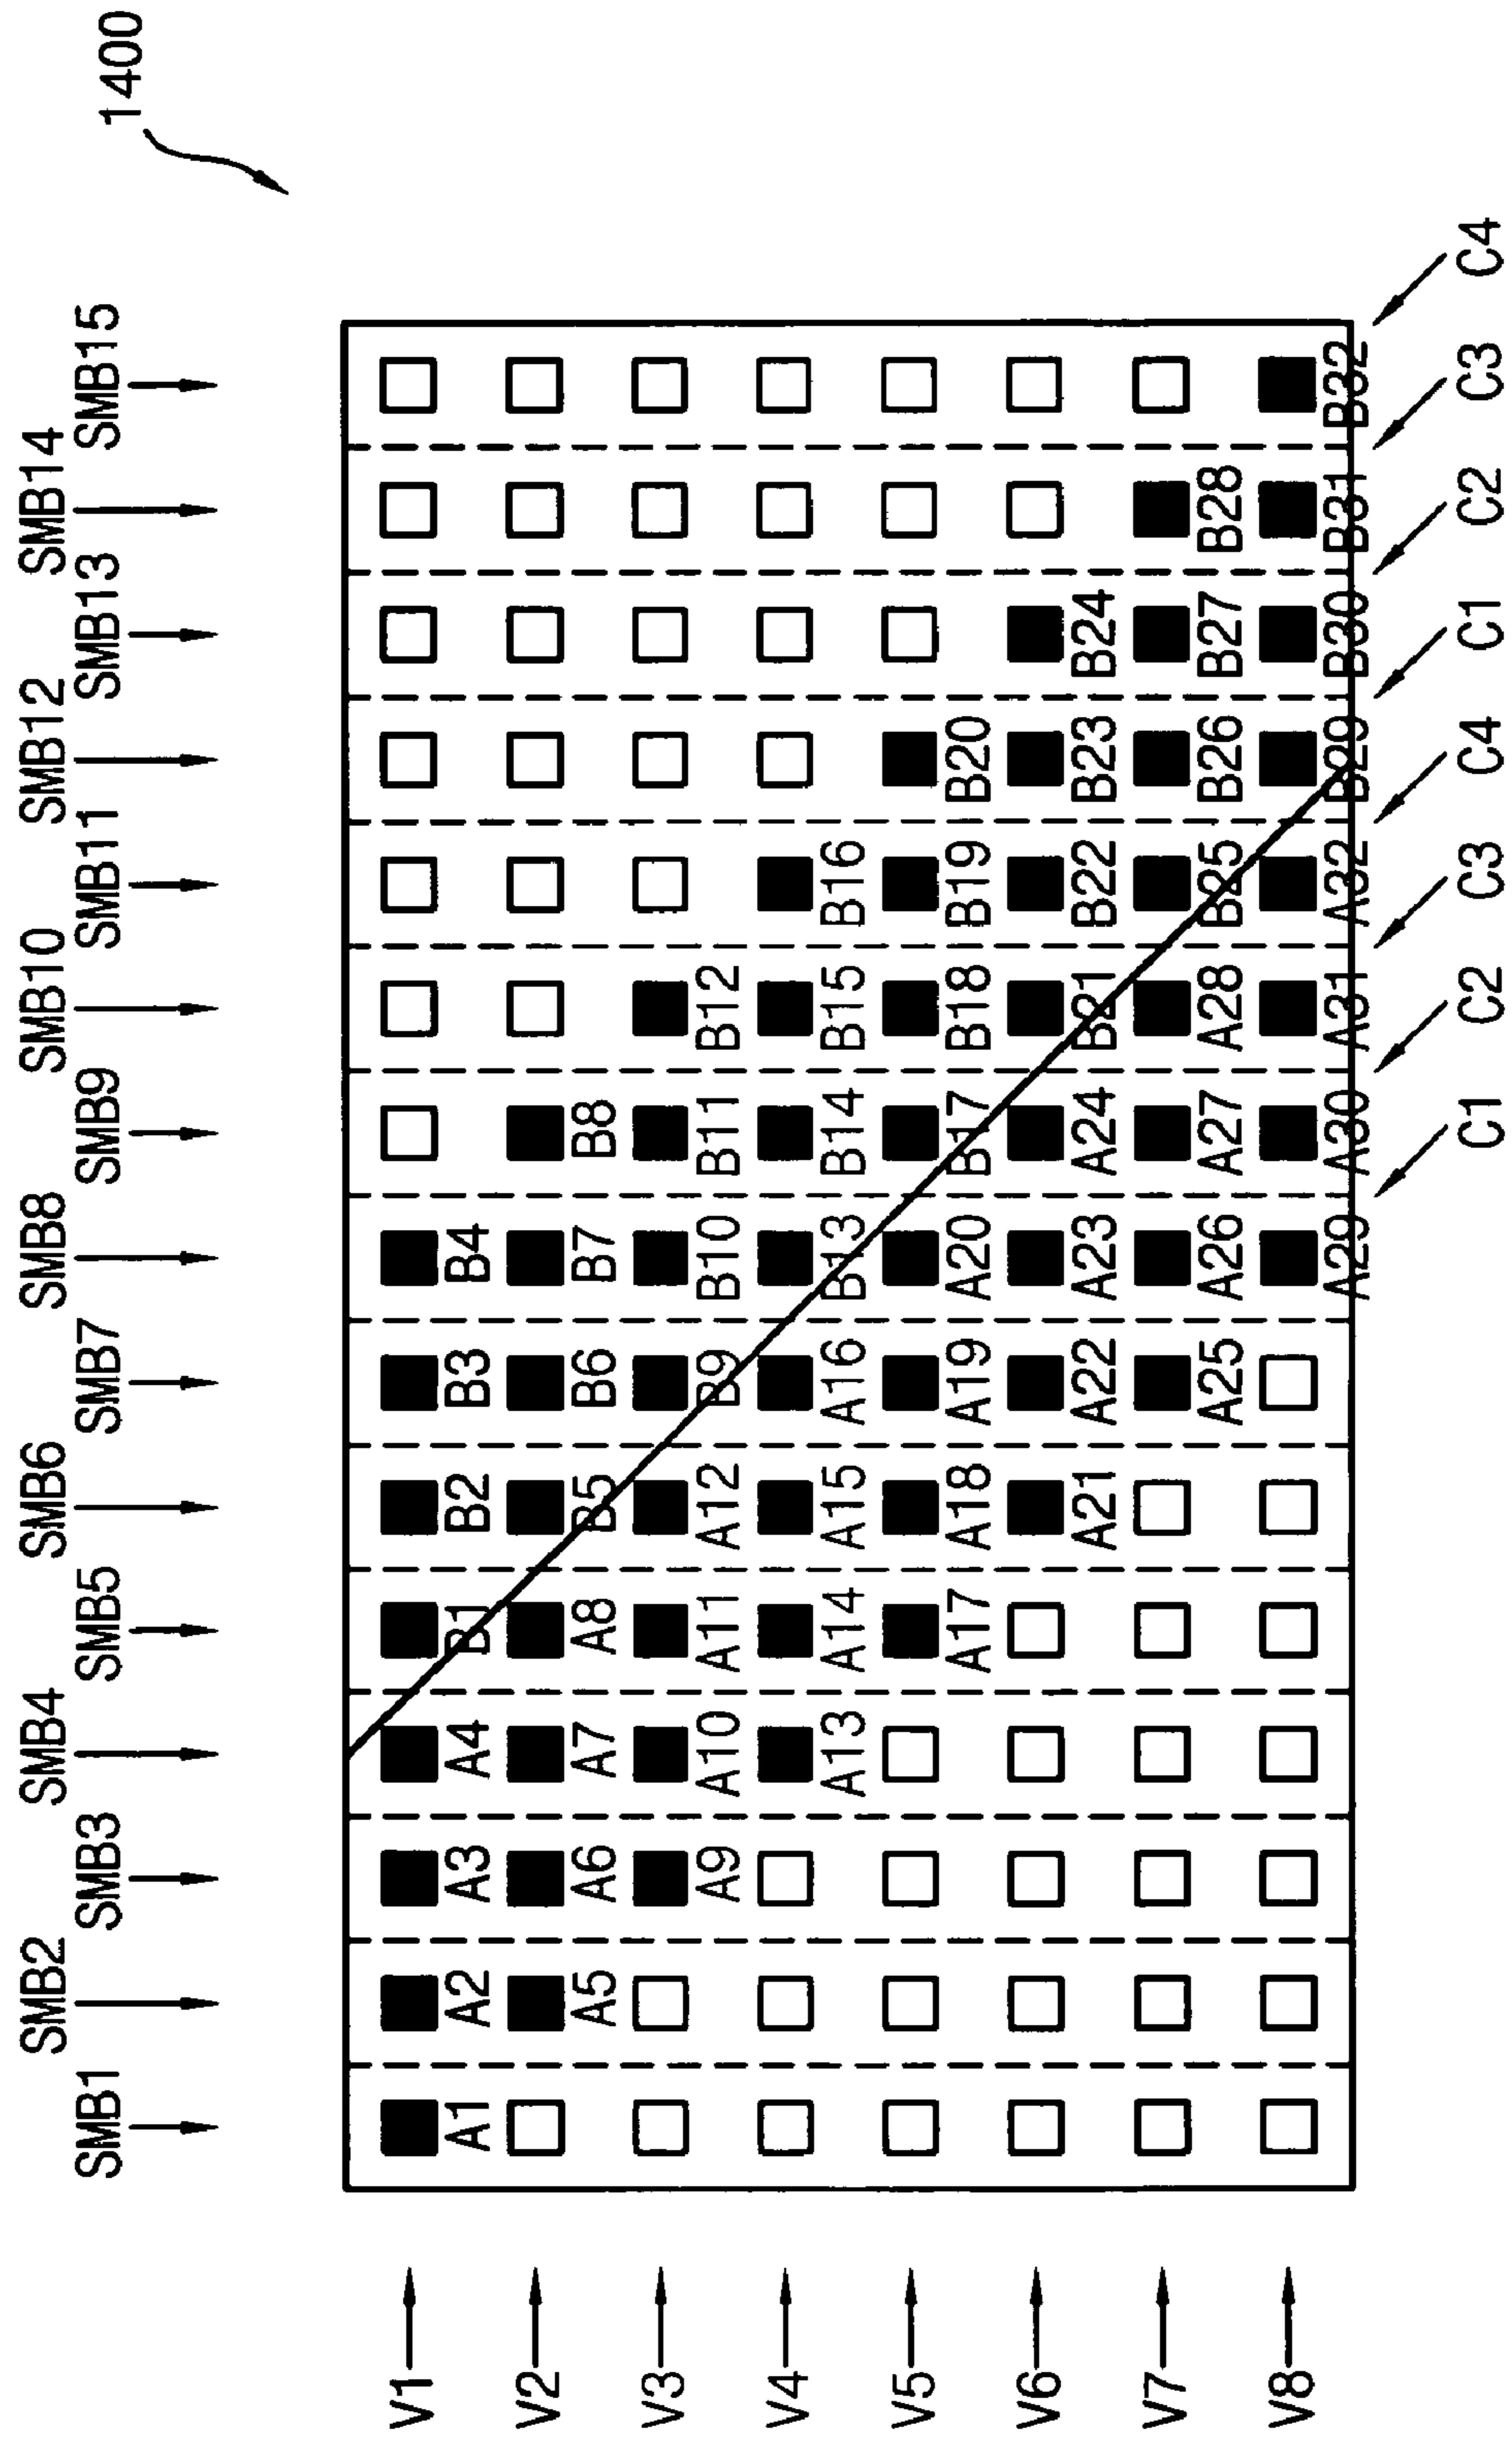 1400
SMB2 SMB4 SMB6 SMB8 SMB10 SMB12 SMB14
SMB1 SMB3 SMB5 SMB7 SMB9 SMB11 SMB13 SMB15
V1
A1 A2 A3 A4 B1 B2 B3 B4
V2
A5 A6 A7 A8 B5 B6 B7 B8
V3
A9 A10 A11 A12 B9 B10 B11 B12
V4
A13 A14 A15 A16 B13 B14 B15 B16
V5
A17 A18 A19 A20 B17 B18 B19 B20
V6
A21 A22 A23 A24 B21 B22 B23 B24
V7
A25 A26 A27 A28 B25 B26 B27 B28
V8
A29 A30 A31 A32 B29 B30 B31 B32
C1 C2 C3 C4 C1 C2 C3 C4